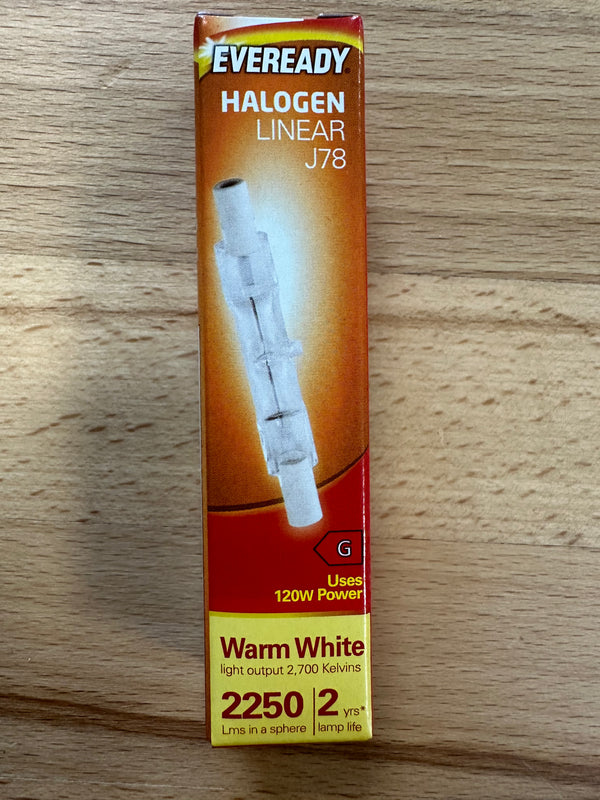 EVEREADY
HALOGEN
LINEAR
J78
G
Uses
120W Power
Warm White
light output 2,700 Kelvins
2250 2 yrs*
Lms in a sphere lamp life